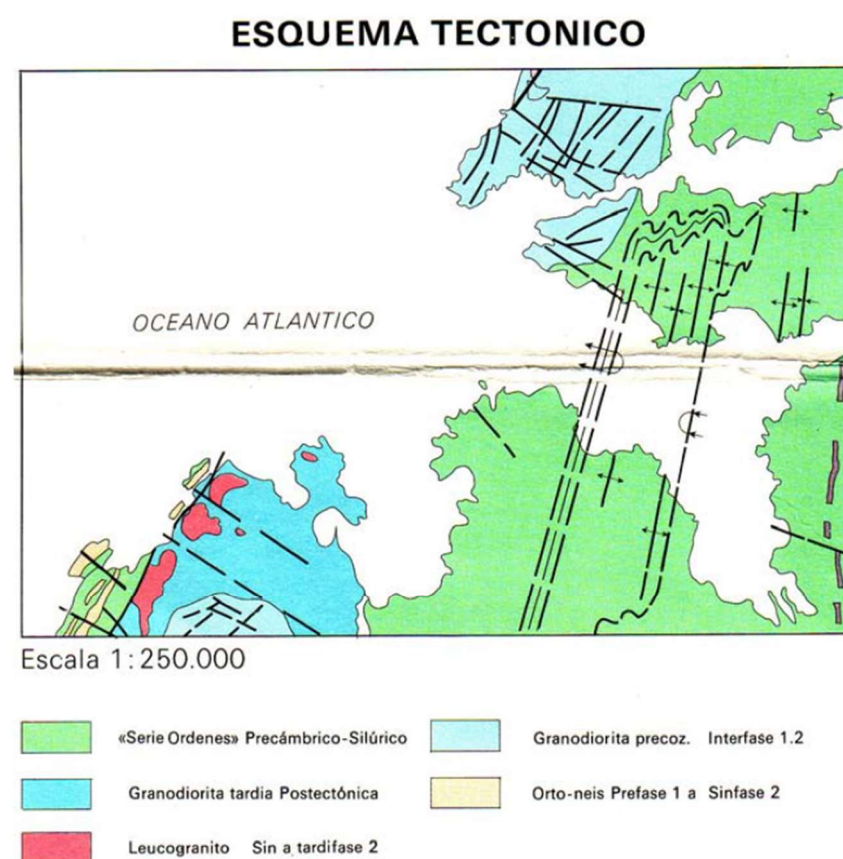 ESQUEMA TECTONICO
OCEANO ATLANTICO
Escala 1:250.000
«Serie Ordenes» Precámbrico-Silúrico
Granodiorita precoz. Interfase 1.2
Granodiorita tardia Postectónica
Orto-neis Prefase 1 a Sinfase 2
Leucogranito Sin a tardifase 2